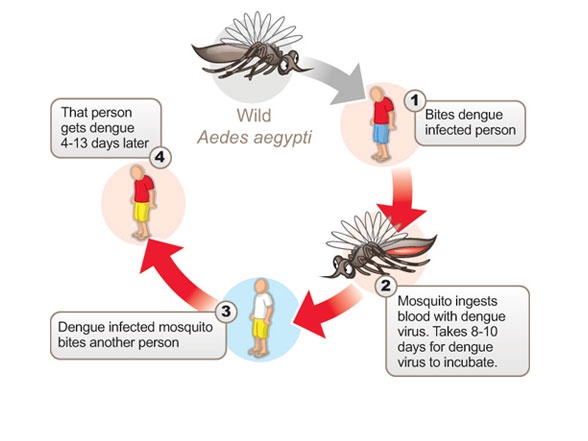 Wild
Aedes aegypti
1
Bites dengue
infected person
2
Mosquito ingests
blood with dengue
virus. Takes 8-10
days for dengue
virus to incubate.
3
Dengue infected mosquito
bites another person
That person
gets dengue
4-13 days later
4